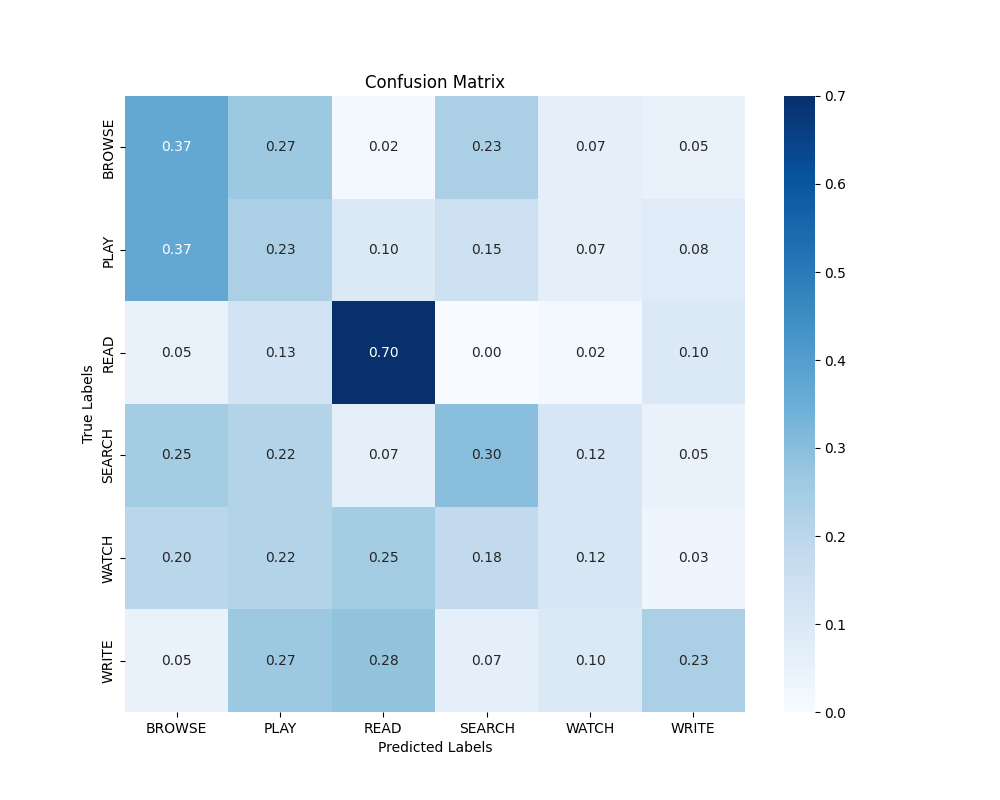 Confusion Matrix
True Labels
BROWSE 0.37 0.27 0.02 0.23 0.07 0.05
PLAY 0.37 0.23 0.10 0.15 0.07 0.08
READ 0.05 0.13 0.70 0.00 0.02 0.10
SEARCH 0.25 0.22 0.07 0.30 0.12 0.05
WATCH 0.20 0.22 0.25 0.18 0.12 0.03
WRITE 0.05 0.27 0.28 0.07 0.10 0.23
BROWSE PLAY READ SEARCH WATCH WRITE
Predicted Labels
0.7
0.6
0.5
0.4
0.3
0.2
0.1
0.0